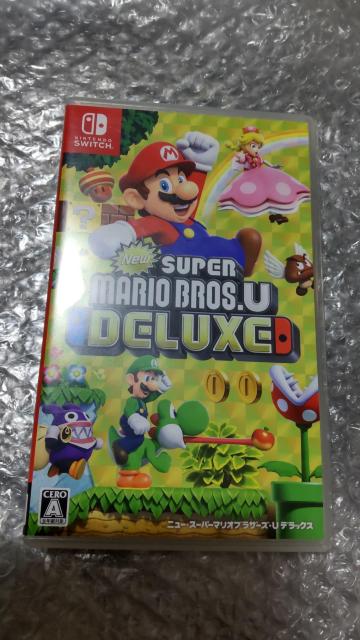 NINTENDO
SWITCH
M
New
SUPER
MARIO BROS.U
DELUXE
CERO
A
ニュー・スーパーマリオブラザーズ・U デラックス